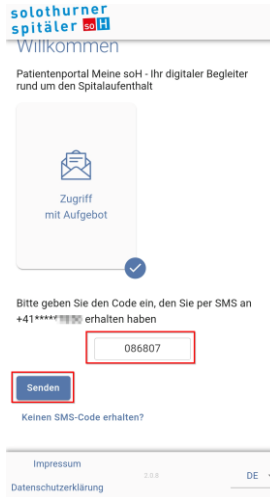 solothurner
spitäler soH
Willkommen
Patientenportal Meine soH - Ihr digitaler Begleiter
rund um den Spitalaufenthalt
Zugriff
mit Aufgebot
Bitte geben Sie den Code ein, den Sie per SMS an
+41**** erhalten haben
086807
Senden
Keinen SMS-Code erhalten?
Impressum
2.0.8
DE
Datenschutzerklärung